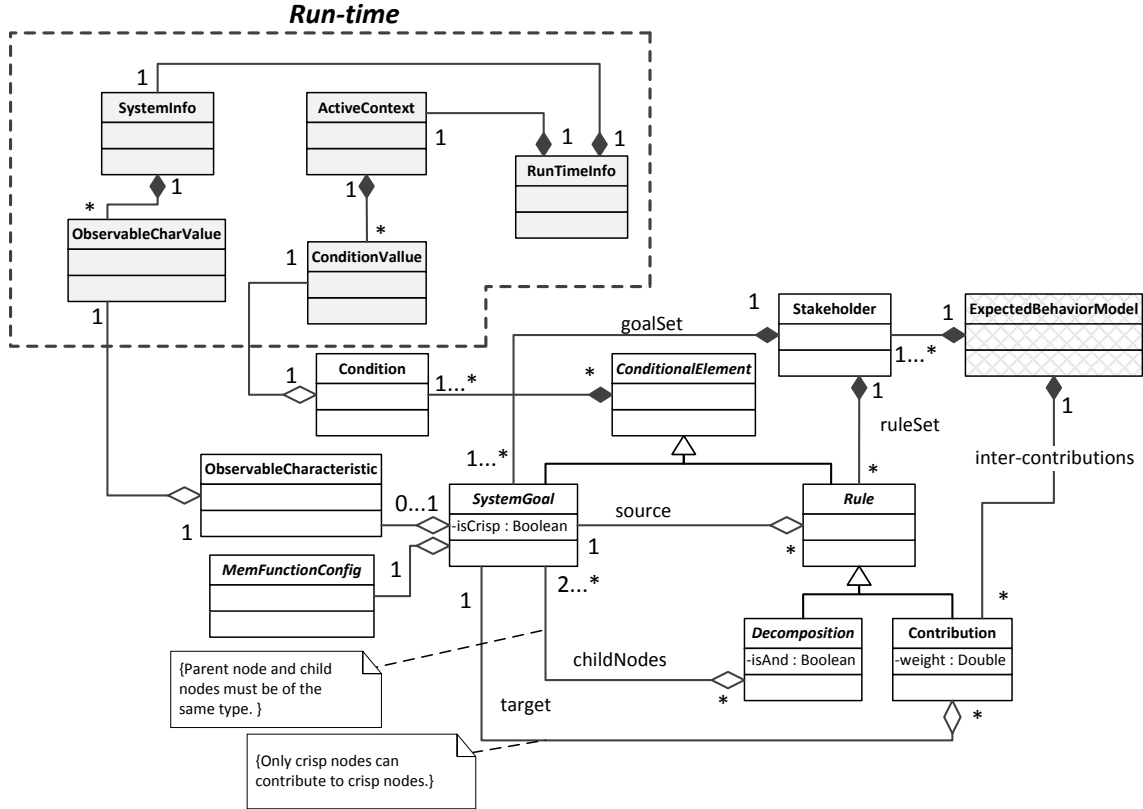 Run-time
1
SystemInfo
ActiveContext
1
1
1
RunTimeInfo
1
1
*
ObservableCharValue
*
1
ConditionVallue
1
goalSet
1
Stakeholder
1
ExpectedBehaviorModel
1...*
1
Condition
1...*
*
ConditionalElement
1
1
ruleSet
inter-contributions
1...*
*
ObservableCharacteristic
0...1
1
SystemGoal
-isCrisp : Boolean
source
1
*
Rule
MemFunctionConfig
1
1
2...*
*
Decomposition
-isAnd : Boolean
Contribution
-weight : Double
childNodes
*
*
target
{Parent node and child
nodes must be of the
same type. }
{Only crisp nodes can
contribute to crisp nodes.}